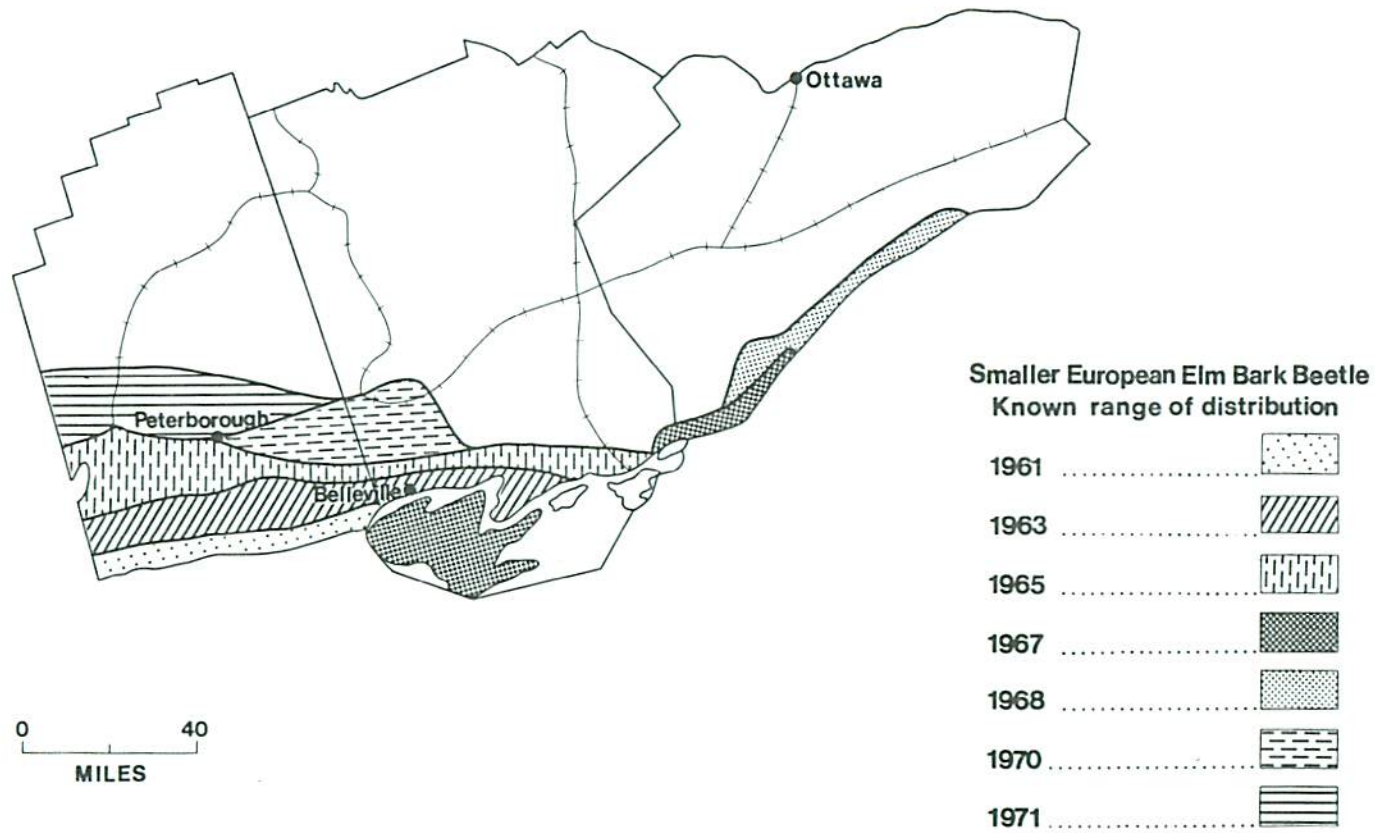 Ottawa
Peterborough
Belleville
Smaller European Elm Bark Beetle
Known range of distribution
1961
1963
1965
1967
1968
1970
1971
0 40
MILES